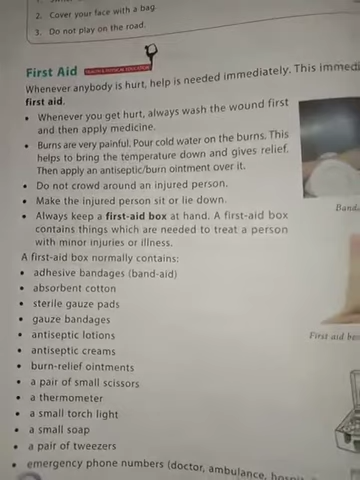 2. Cover your face with a bag.
3. Do not play on the road.
First Aid
Whenever anybody is hurt, help is needed immediately. This immedi
first aid.
• Whenever you get hurt, always wash the wound first
and then apply medicine.
• Burns are very painful. Pour cold water on the burns. This
helps to bring the temperature down and gives relief.
Then apply an antiseptic/burn ointment over it.
• Do not crowd around an injured person.
• Make the injured person sit or lie down.
• Always keep a first-aid box at hand. A first-aid box
contains things which are needed to treat a person
with minor injuries or illness.
Banda
A first-aid box normally contains:
• adhesive bandages (band-aid)
• absorbent cotton
• sterile gauze pads
• gauze bandages
• antiseptic lotions
• antiseptic creams
• burn-relief ointments
• a pair of small scissors
• a thermometer
• a small torch light
• a small soap
• a pair of tweezers
• emergency phone numbers (doctor, ambulance,
First aid box